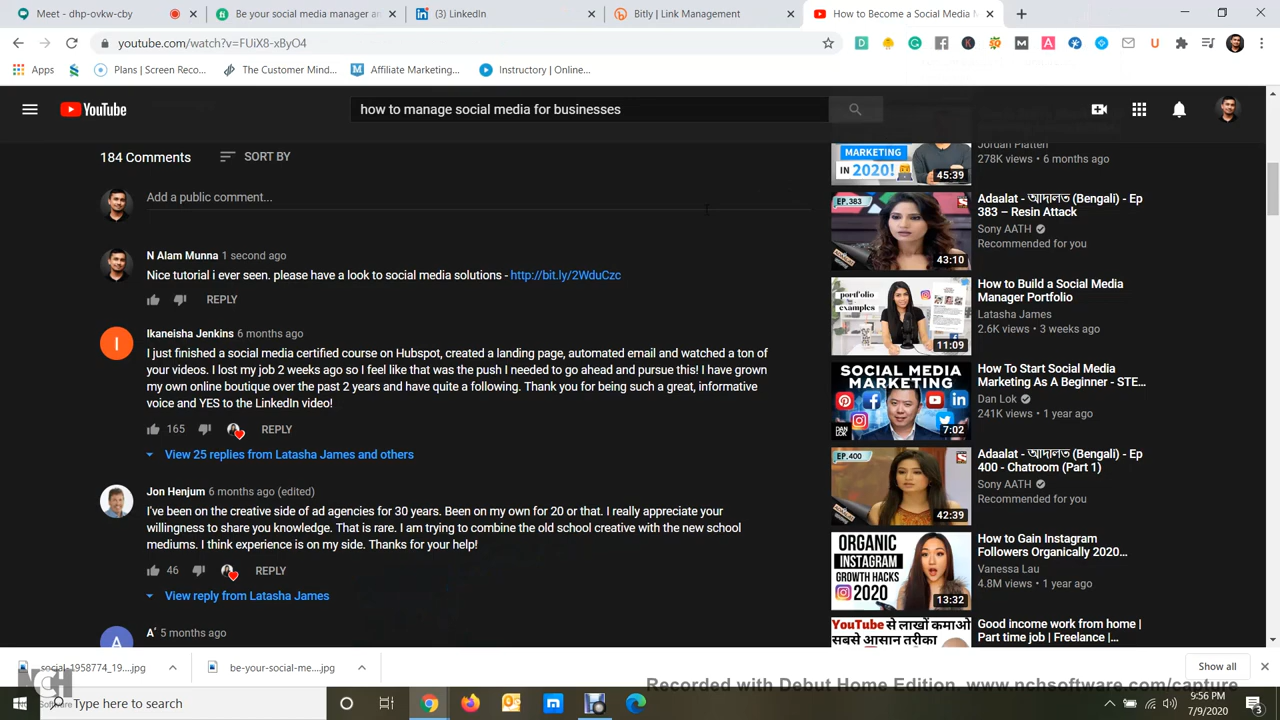 Meet - dhp-ovkw-cby
Be your social media manager an
(3) LinkedIn
Bitly | Link Management
How to Become a Social Media M
youtube.com/watch?v=FUiX8-xByO4
Apps
Plans | Screen Reco...
The Customer Mind...
Affiliate Marketing...
Instructory | Online...
YouTube
how to manage social media for businesses
184 Comments
SORT BY
Add a public comment...
N Alam Munna 1 second ago
Nice tutorial i ever seen. please have a look to social media solutions - http://bit.ly/2WduCzc
REPLY
Ikaneisha Jenkins 6 months ago
I just finished a social media certified course on Hubspot, created a landing page, automated email and watched a ton of
your videos. I lost my job 2 weeks ago so I feel like that was the push I needed to go ahead and pursue this! I have grown
my own online boutique over the past 2 years and have quite a following. Thank you for being such a great, informative
voice and YES to the LinkedIn video!
165
REPLY
View 25 replies from Latasha James and others
Jon Henjum 6 months ago (edited)
I've been on the creative side of ad agencies for 30 years. Been on my own for 20 or that. I really appreciate your
willingness to share you knowledge. That is rare. I am trying to combine the old school creative with the new school
mediums. I think experience is on my side. Thanks for your help!
46
REPLY
View reply from Latasha James
A' 5 months ago
MARKETING
IN 2020!
45:39
Jordan Platten
278K views • 6 months ago
EP.383
43:10
Adaalat - আদালত (Bengali) - Ep
383 – Resin Attack
Sony AATH
Recommended for you
portfolio
examples
11:09
How to Build a Social Media
Manager Portfolio
Latasha James
2.6K views • 3 weeks ago
SOCIAL MEDIA
MARKETING
DAN
LOK
7:02
How To Start Social Media
Marketing As A Beginner - STE...
Dan Lok
241K views • 1 year ago
EP.400
42:39
Adaalat - আদালত (Bengali) - Ep
400 - Chatroom (Part 1)
Sony AATH
Recommended for you
ORGANIC
INSTAGRAM
GROWTH HACKS
2020
13:32
How to Gain Instagram
Followers Organically 2020...
Vanessa Lau
4.8M views • 1 year ago
YouTube से लाखों कमाओ
सबसे आसान तरीका
Good income work from home |
Part time job | Freelance |...
social-1958774_19....jpg
be-your-social-me....jpg
Show all
NCH
Software
Recorded with Debut Home Edition. www.nchsoftware.com/capture
Type here to search
9:56 PM
7/9/2020
3